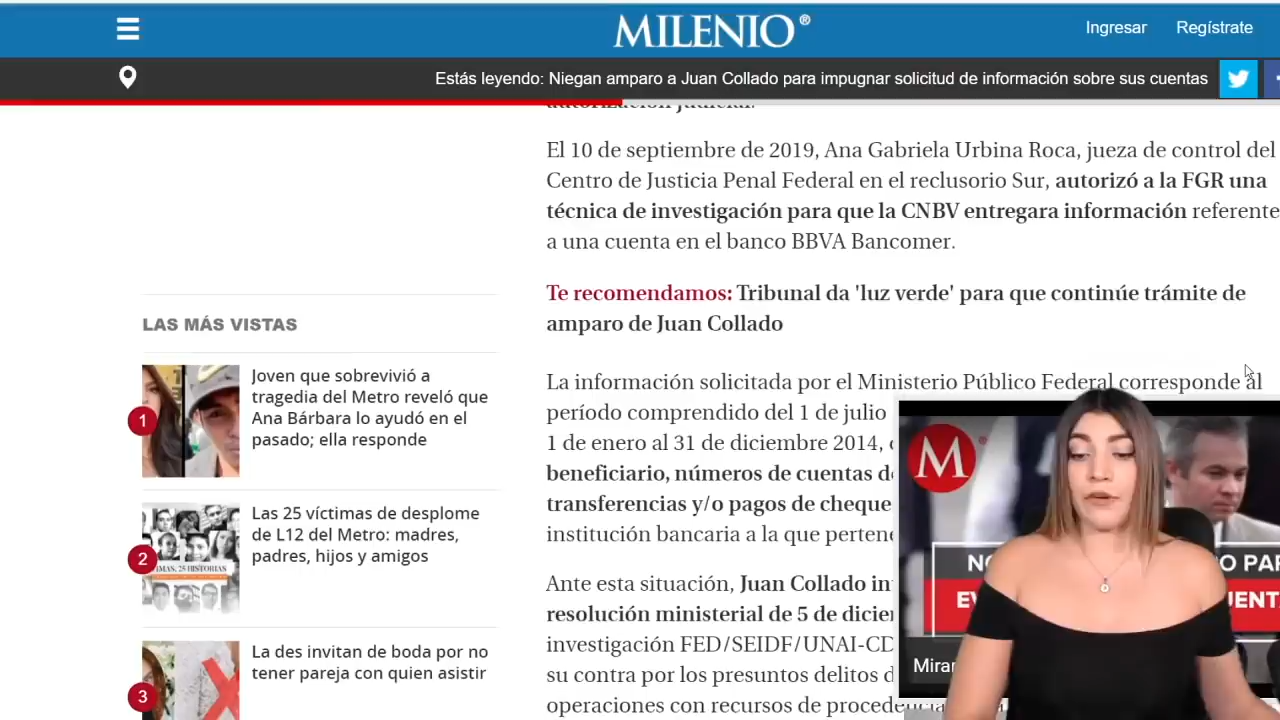 MILENIO®
Ingresar
Regístrate
Estás leyendo: Niegan amparo a Juan Collado para impugnar solicitud de información sobre sus cuentas
autorización judicial.
El 10 de septiembre de 2019, Ana Gabriela Urbina Roca, jueza de control del
Centro de Justicia Penal Federal en el reclusorio Sur, autorizó a la FGR una
técnica de investigación para que la CNBV entregara información referente
a una cuenta en el banco BBVA Bancomer.
Te recomendamos: Tribunal da 'luz verde' para que continúe trámite de
amparo de Juan Collado
La información solicitada por el Ministerio Público Federal corresponde al
período comprendido del 1 de julio
1 de enero al 31 de diciembre 2014,
beneficiario, números de cuentas
transferencias y/o pagos de cheque
institución bancaria a la que
Ante esta situación, Juan Collado
resolución ministerial de 5 de
investigación FED/SEIDF/UNAI-CD
su contra por los presuntos delitos
operaciones con recursos de
LAS MÁS VISTAS
1
Joven que sobrevivió a
tragedia del Metro reveló que
Ana Bárbara lo ayudó en el
pasado; ella responde
2
Las 25 víctimas de desplome
de L12 del Metro: madres,
padres, hijos y amigos
IMAS, 25 HISTORIAS
3
La des invitan de boda por no
tener pareja con quien asistir
M®